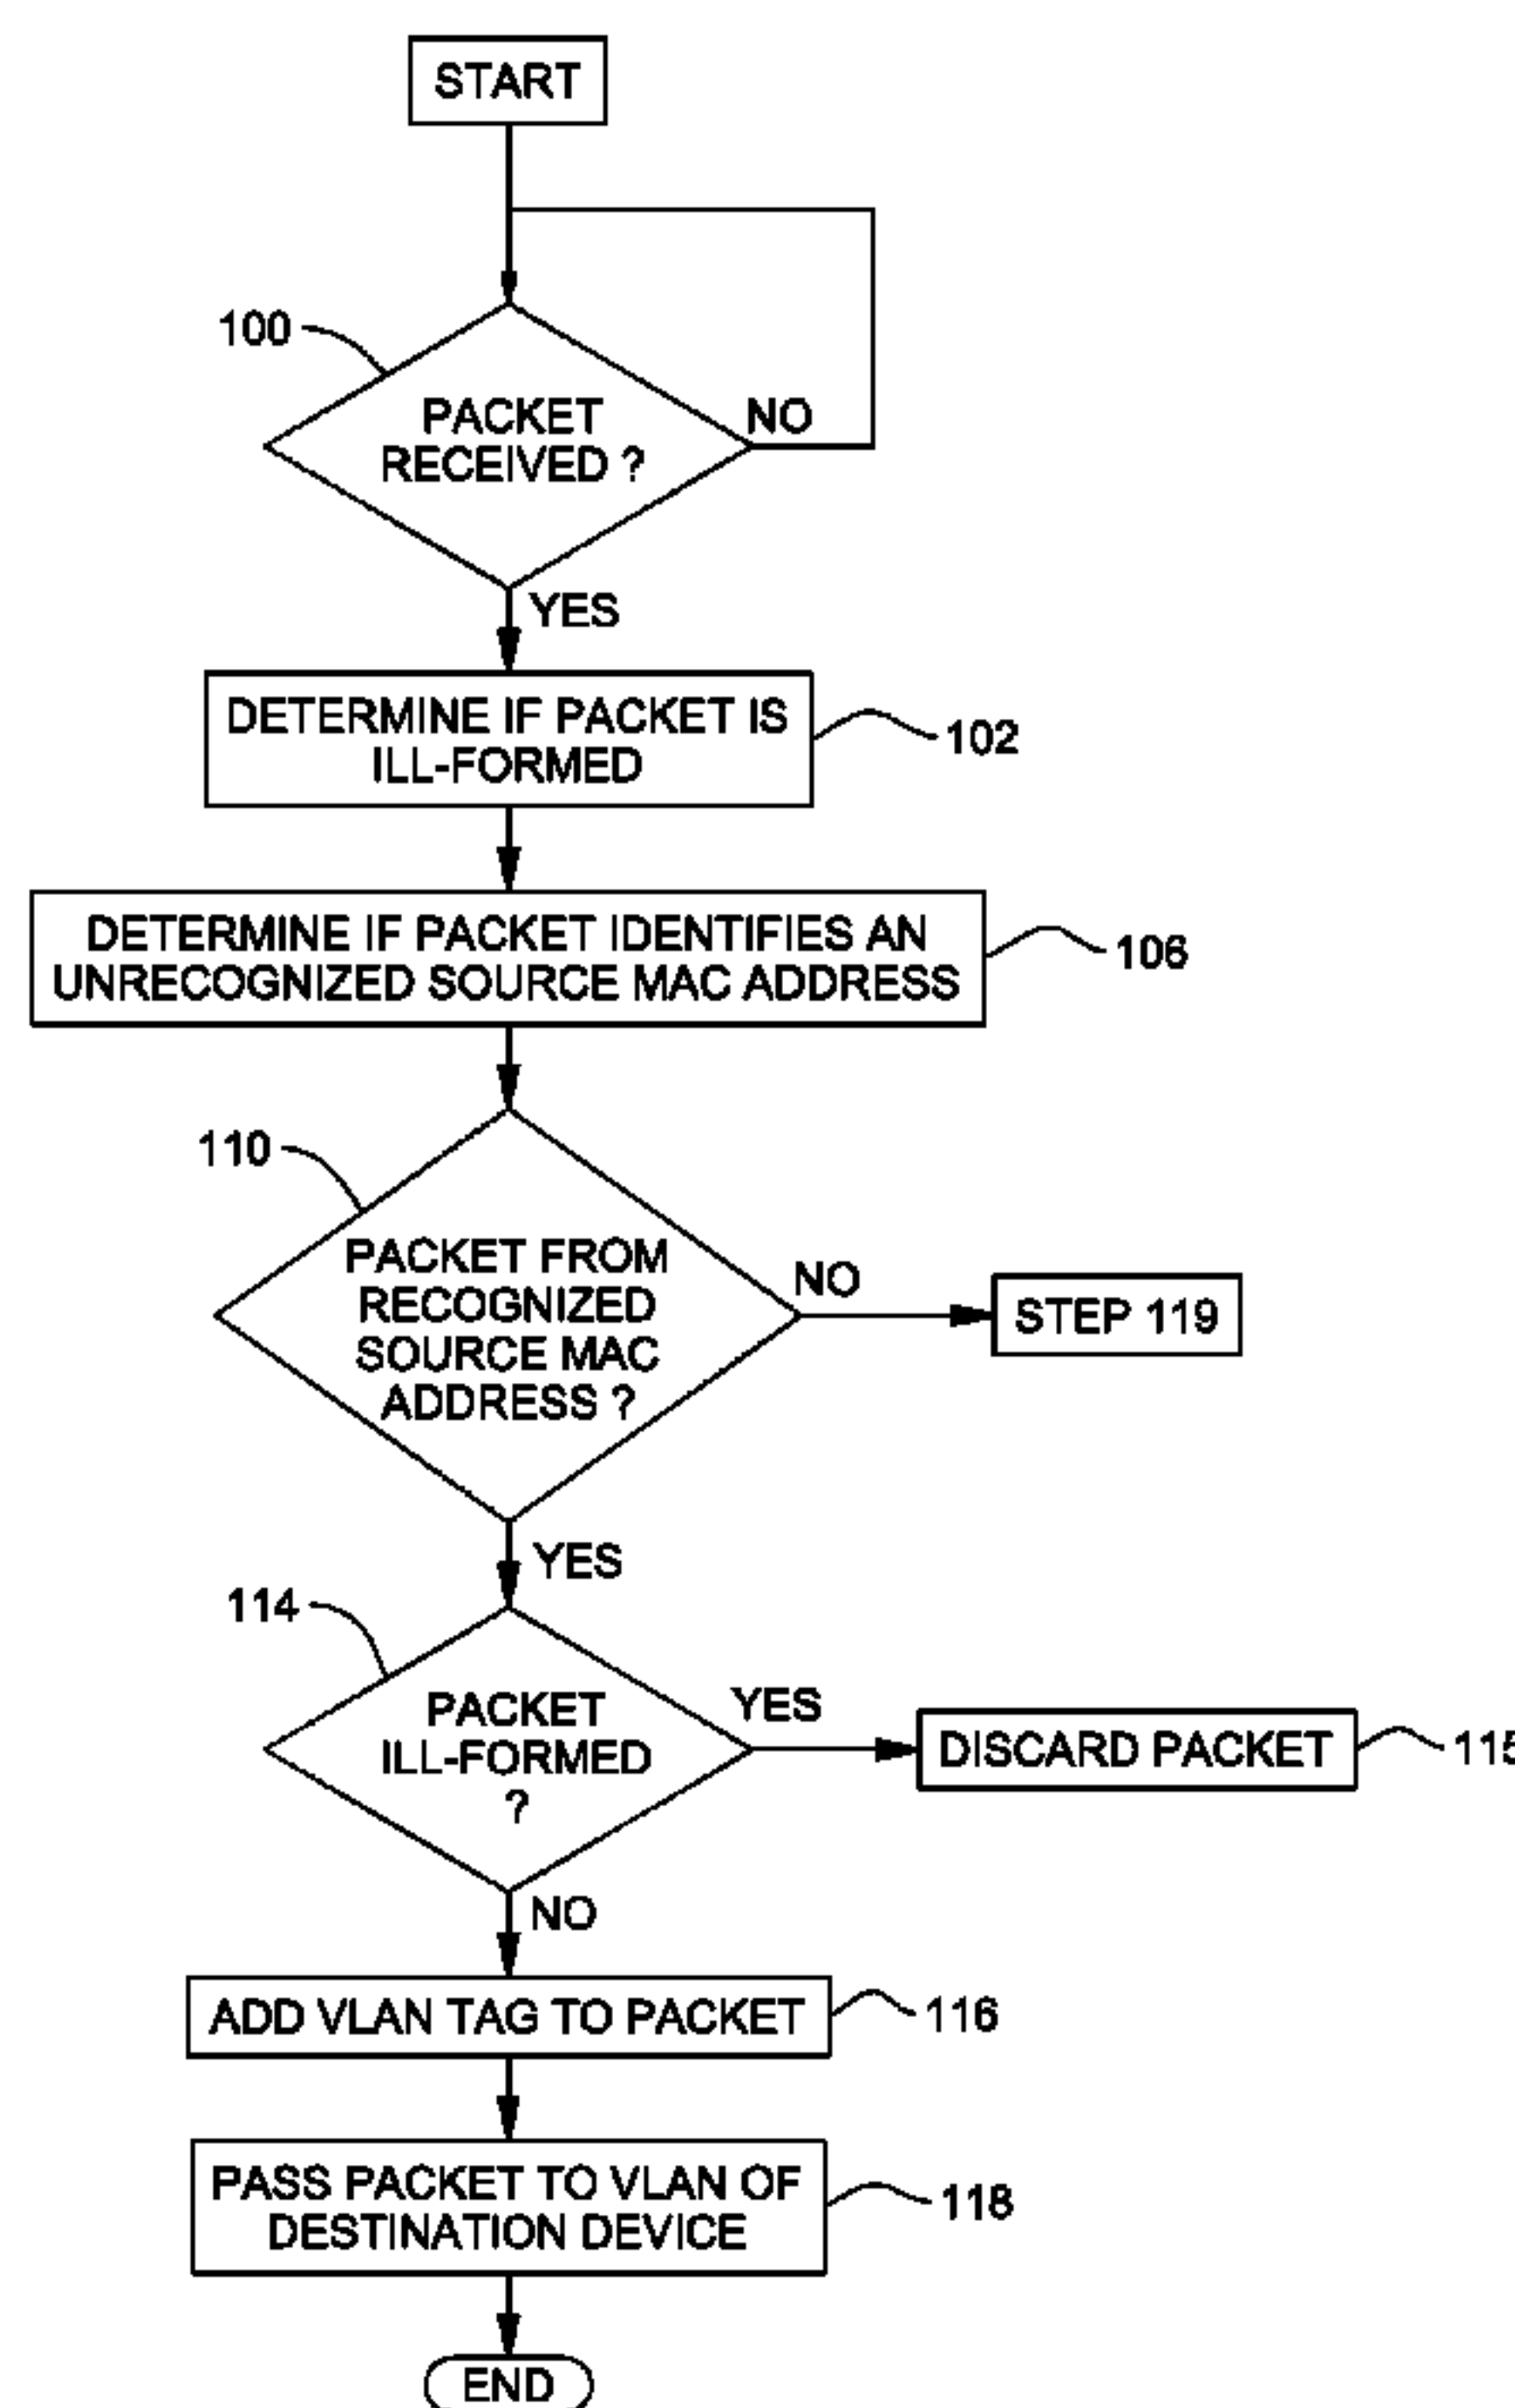 START
100
PACKET
RECEIVED ?
NO
YES
DETERMINE IF PACKET IS
ILL-FORMED
102
DETERMINE IF PACKET IDENTIFIES AN
UNRECOGNIZED SOURCE MAC ADDRESS
106
110
PACKET FROM
RECOGNIZED
SOURCE MAC
ADDRESS ?
NO
STEP 119
YES
114
PACKET
ILL-FORMED
?
YES
DISCARD PACKET
115
NO
ADD VLAN TAG TO PACKET
116
PASS PACKET TO VLAN OF
DESTINATION DEVICE
118
END